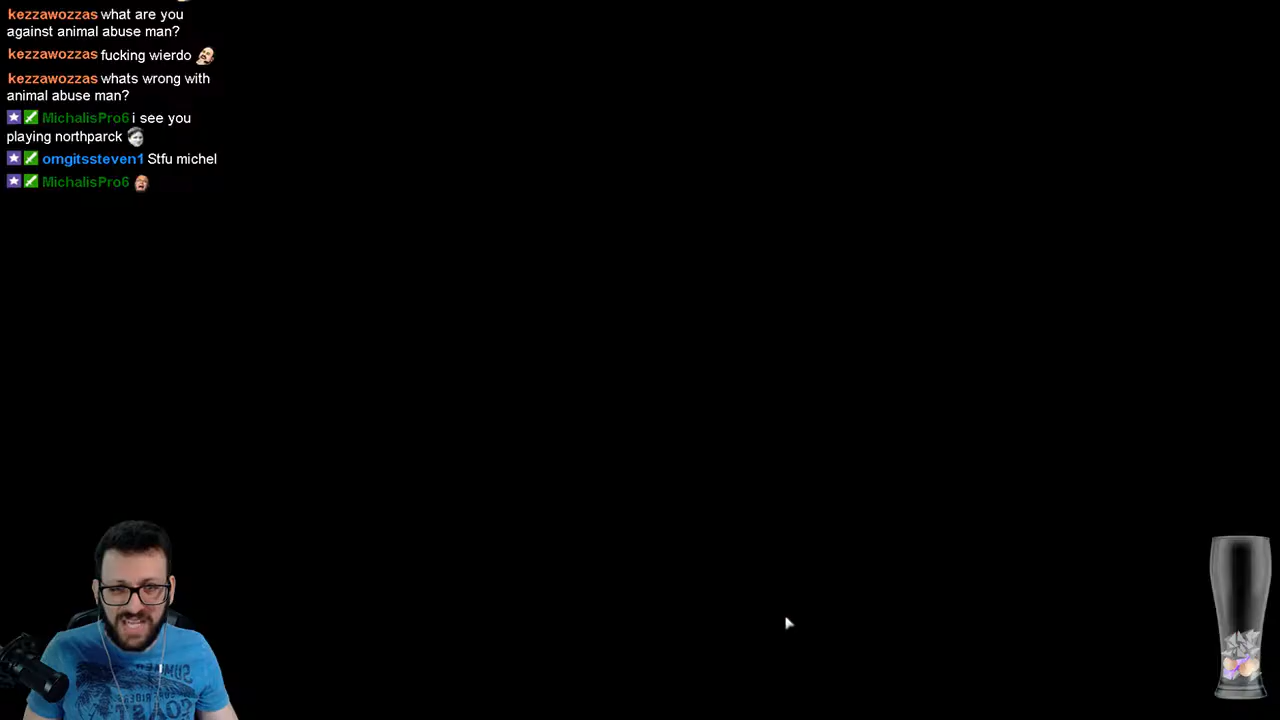 kezzawozzas what are you
against animal abuse man?
kezzawozzas fucking wierdo
kezzawozzas whats wrong with
animal abuse man?
MichalisPro6 i see you
playing northparck
omgitssteven1 Stfu michel
MichalisPro6